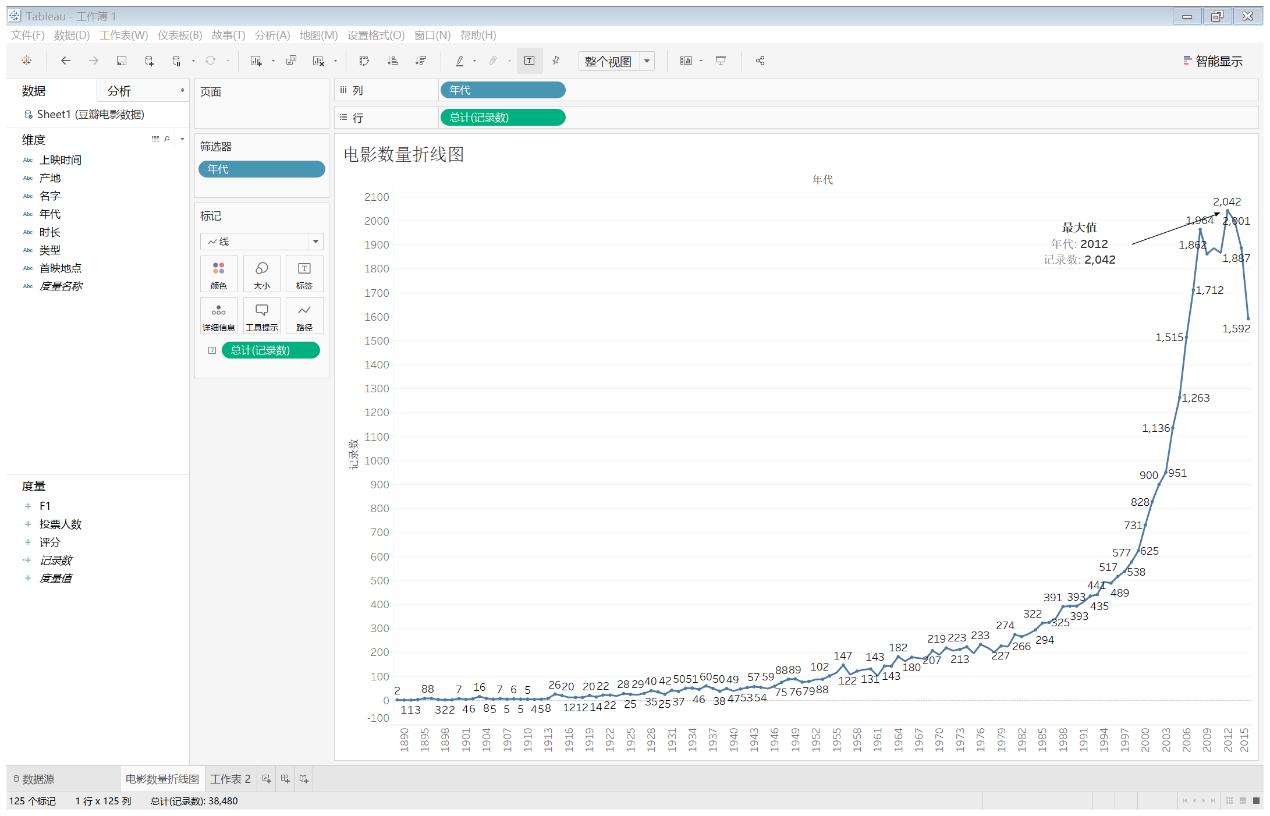 Tableau - 工作簿 1
文件(F) 数据(D) 工作表(W) 仪表板(B) 故事(T) 分析(A) 地图(M) 设置格式(O) 窗口(N) 帮助(H)
整个视图
智能显示
数据 分析
Sheet1 (豆瓣电影数据)
维度
Abc 上映时间
Abc 产地
Abc 名字
Abc 年代
Abc 时长
Abc 类型
Abc 首映地点
Abc 度量名称
度量
F1
投票人数
评分
记录数
度量值
页面
筛选器
年代
标记
线
颜色 大小 标签
详细信息 工具提示 路径
总计(记录数)
列 年代
行 总计(记录数)
电影数量折线图
年代
记录数
2100
2000
1900
1800
1700
1600
1500
1400
1300
1200
1100
1000
900
800
700
600
500
400
300
200
100
0
-100
最大值
年代: 2012
记录数: 2,042
2,042
1,964 2,001
1,862
1,887
1,712
1,592
1,515
1,263
1,136
951
900
828
731
625
577
538
517
489
441
435
391 393
393
322
325
294
274
266
233
227
219 223
213
207
182
180
147 143
122 131 143
102
88 89
75 76 79 88
2 88 7 16 7 6 5 26 20 20 22 28 29 40 42 50 51 60 50 49 57 59
1 1 3 3 2 2 4 6 8 5 5 5 4 5 8 12 12 14 22 25 35 25 37 46 38 47 53 54
1890 1895 1898 1901 1904 1907 1910 1913 1916 1919 1922 1925 1928 1931 1934 1937 1940 1943 1946 1949 1952 1955 1958 1961 1964 1967 1970 1973 1976 1979 1982 1985 1988 1991 1994 1997 2000 2003 2006 2009 2012 2015
数据源 电影数量折线图 工作表 2
125 个标记 1 行 x 125 列 总计(记录数): 38,480